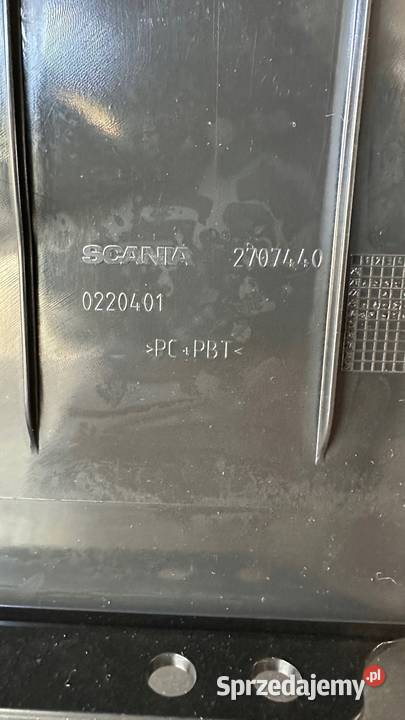 SCANIA 2707440
0220401
>PC+PBT<
Sprzedajemy.pl